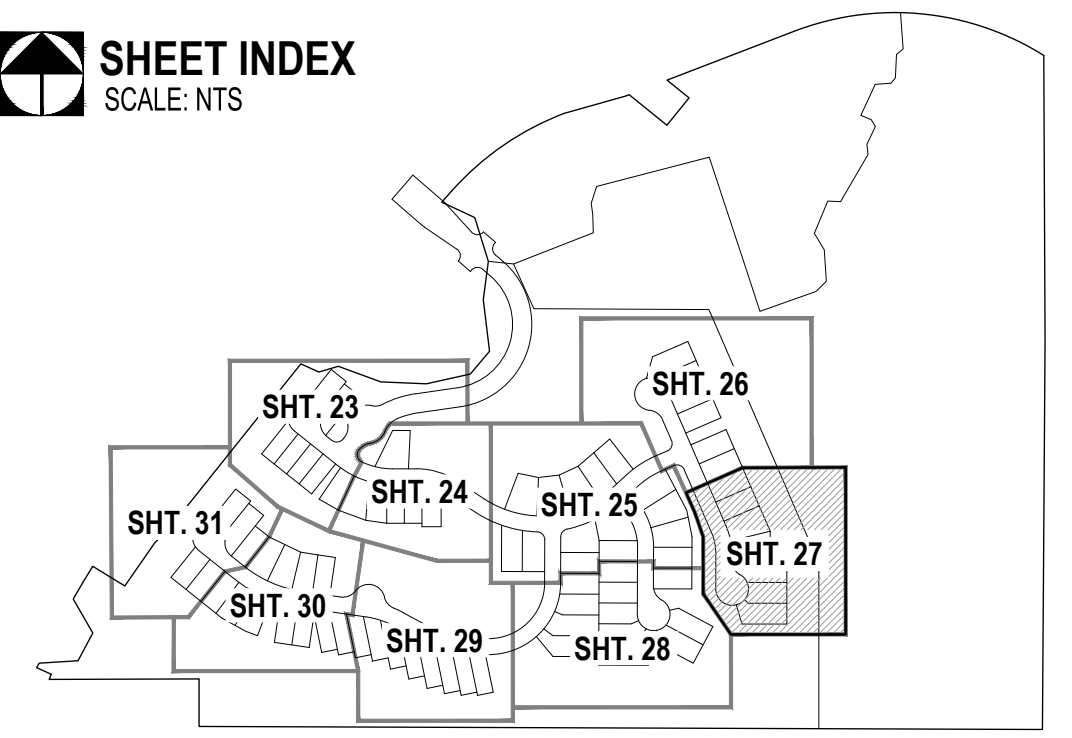 SHEET INDEX
SCALE: NTS
SHT. 26
SHT. 23
SHT. 24
SHT. 25
SHT. 31
SHT. 27
SHT. 30
SHT. 29
SHT. 28